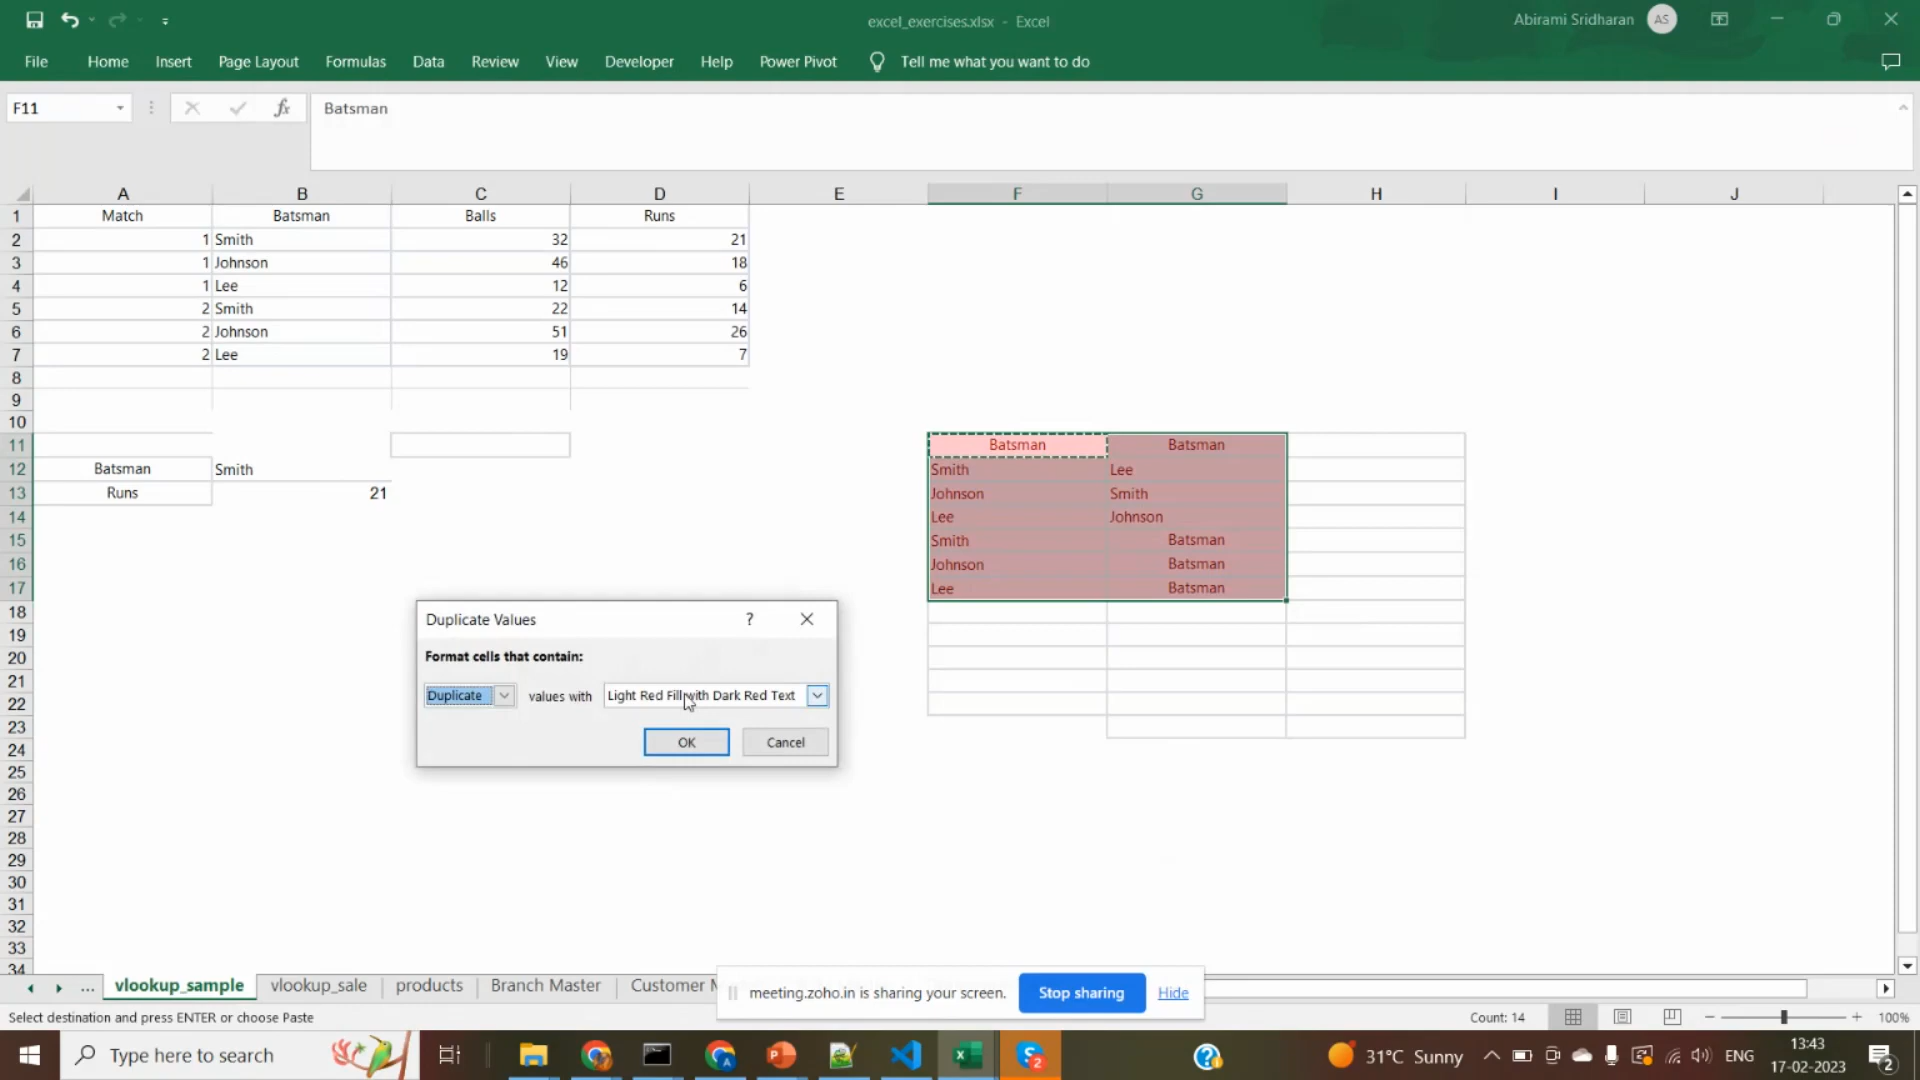 excel_exercises.xlsx - Excel
Abirami Sridharan AS
File Home Insert Page Layout Formulas Data Review View Developer Help Power Pivot Tell me what you want to do
F11 fx Batsman
A B C D E F G H I J
1 Match Batsman Balls Runs
2 1 Smith 32 21
3 1 Johnson 46 18
4 1 Lee 12 6
5 2 Smith 22 14
6 2 Johnson 51 26
7 2 Lee 19 7
8
9
10
11 Batsman Batsman
12 Batsman Smith Smith Lee
13 Runs 21 Johnson Smith
14 Lee Johnson
15 Smith Batsman
16 Johnson Batsman
17 Lee Batsman
18
19
20
21
22
23
24
25
26
27
28
29
30
31
32
33
34
Duplicate Values ?
Format cells that contain:
Duplicate values with Light Red Fill with Dark Red Text
OK Cancel
... vlookup_sample vlookup_sale products Branch Master Customer M
meeting.zoho.in is sharing your screen. Stop sharing Hide
Select destination and press ENTER or choose Paste Count: 14 100%
Type here to search 31°C Sunny ENG 13:43
17-02-2023 2